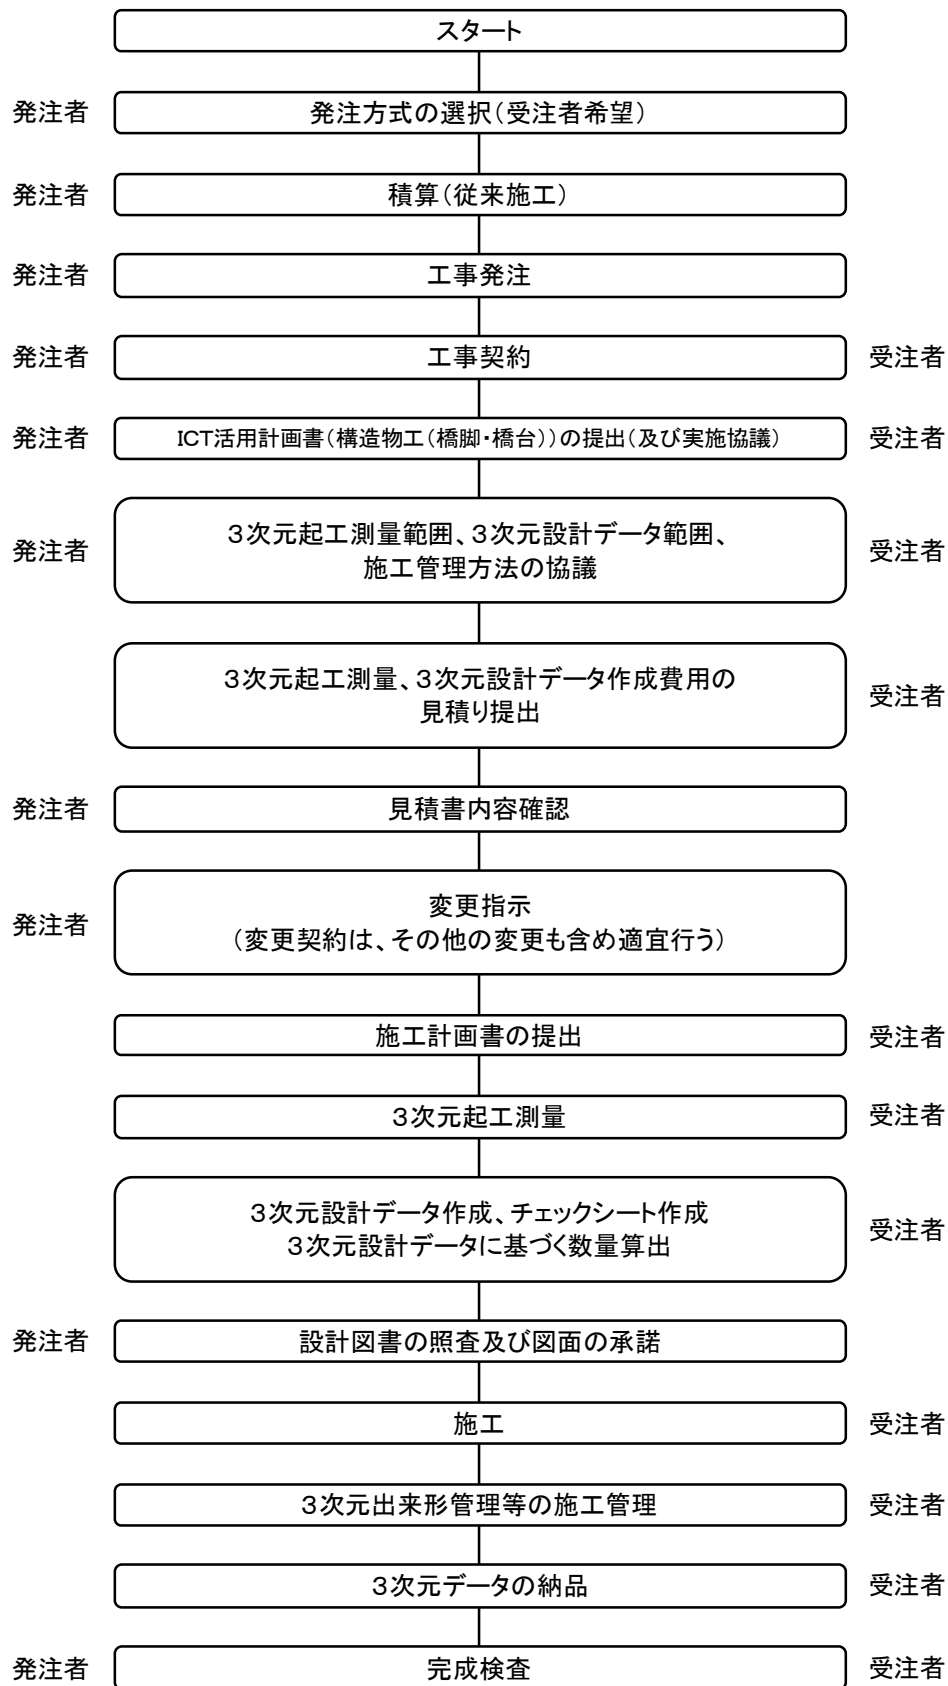 スタート
発注者
発注方式の選択（受注者希望）
発注者
積算（従来施工）
発注者
工事発注
発注者
工事契約
受注者
発注者
ICT活用計画書（構造物工（橋脚・橋台））の提出（及び実施協議）
受注者
発注者
３次元起工測量範囲、３次元設計データ範囲、
施工管理方法の協議
受注者
３次元起工測量、３次元設計データ作成費用の
見積り提出
受注者
発注者
見積書内容確認
発注者
変更指示
（変更契約は、その他の変更も含め適宜行う）
施工計画書の提出
受注者
３次元起工測量
受注者
３次元設計データ作成、チェックシート作成
３次元設計データに基づく数量算出
受注者
発注者
設計図書の照査及び図面の承諾
施工
受注者
３次元出来形管理等の施工管理
受注者
３次元データの納品
受注者
発注者
完成検査
受注者